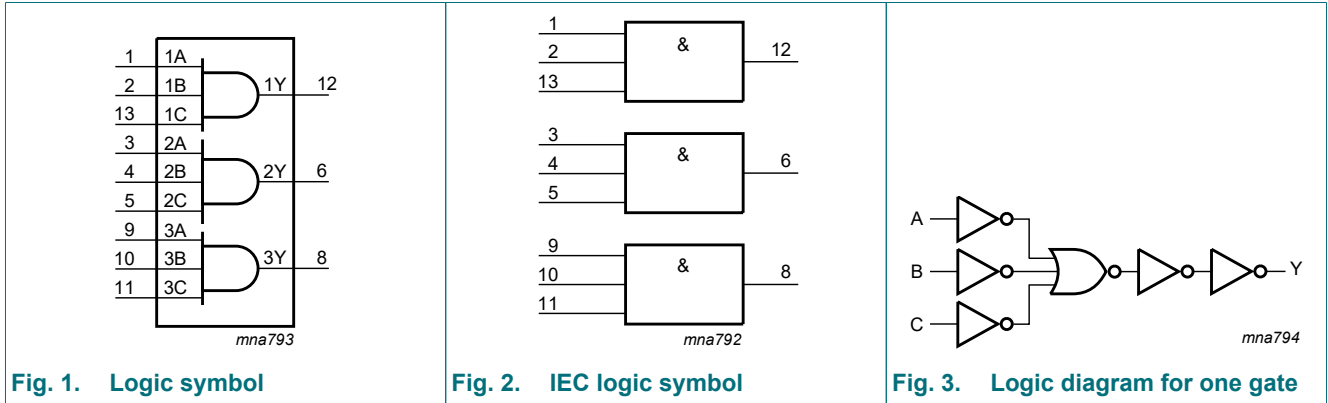 1 1A
2 1B 1Y 12
13 1C
3 2A
4 2B 2Y 6
5 2C
9 3A
10 3B 3Y 8
11 3C
mna793
Fig. 1. Logic symbol
1
2 & 12
13
3
4 & 6
5
9
10 & 8
11
mna792
Fig. 2. IEC logic symbol
A
B Y
C
mna794
Fig. 3. Logic diagram for one gate